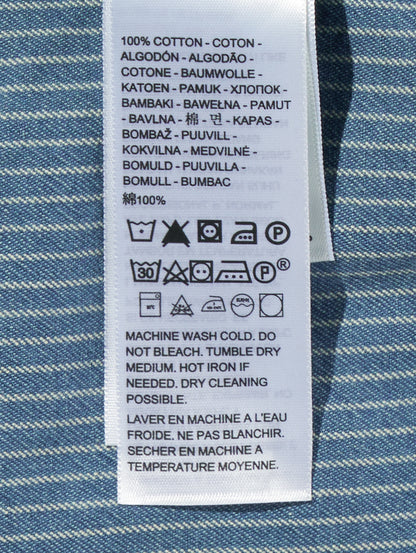 100% COTTON - COTON -
ALGODÓN - ALGODÃO -
COTONE - BAUMWOLLE -
KATOEN - PAMUK - ХЛОПОК -
BAMBAKI - BAWEŁNA - PAMUT
- BAVLNA - 棉 - 면 - KAPAS -
BOMBAŽ - PUUVILL -
KOKVILNA - MEDVILNĖ -
BOMULD - PUUVILLA -
BOMULL - BUMBAC
綿100%
P
30 P ®
MACHINE WASH COLD. DO
NOT BLEACH. TUMBLE DRY
MEDIUM. HOT IRON IF
NEEDED. DRY CLEANING
POSSIBLE.
LAVER EN MACHINE A L'EAU
FROIDE. NE PAS BLANCHIR.
SECHER EN MACHINE A
TEMPERATURE MOYENNE.